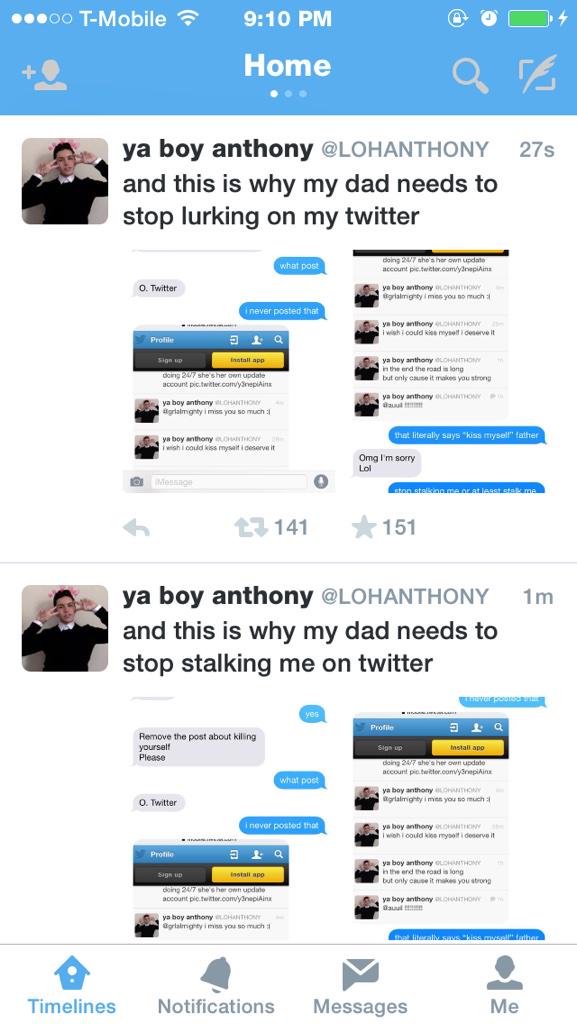 T-Mobile 9:10 PM
Home
ya boy anthony @LOHANTHONY 27s
and this is why my dad needs to
stop lurking on my twitter
what post
O. Twitter
i never posted that
Profile
Sign up Install app
doing 24/7 she's her own update
account pic.twitter.com/y3nepiAinx
ya boy anthony @LOHANTHONY 4m
@grlalmighty i miss you so much :(
ya boy anthony @LOHANTHONY
i wish i could kiss myself i deserve it
iMessage
doing 24/7 she's her own update
account pic.twitter.com/y3nepiAinx
ya boy anthony @LOHANTHONY
@grlalmighty i miss you so much :(
ya boy anthony @LOHANTHONY
i wish i could kiss myself i deserve it
ya boy anthony @LOHANTHONY 1h
in the end the road is long
but only cause it makes you strong
ya boy anthony @LOHANTHONY 1h
that literally says "kiss myself" father
Omg I'm sorry
Lol
stop stalking me or at least stalk me
141 151
ya boy anthony @LOHANTHONY 1m
and this is why my dad needs to
stop stalking me on twitter
yes
Remove the post about killing
yourself
Please
what post
O. Twitter
i never posted that
Profile
Sign up Install app
doing 24/7 she's her own update
account pic.twitter.com/y3nepiAinx
ya boy anthony @LOHANTHONY
@grlalmighty i miss you so much :(
i never posted that
Profile
Sign up Install app
doing 24/7 she's her own update
account pic.twitter.com/y3nepiAinx
ya boy anthony @LOHANTHONY
@grlalmighty i miss you so much :(
ya boy anthony @LOHANTHONY
i wish i could kiss myself i deserve it
ya boy anthony @LOHANTHONY 1h
in the end the road is long
but only cause it makes you strong
ya boy anthony @LOHANTHONY 1h
that literally says "kiss myself" father
Timelines Notifications Messages Me